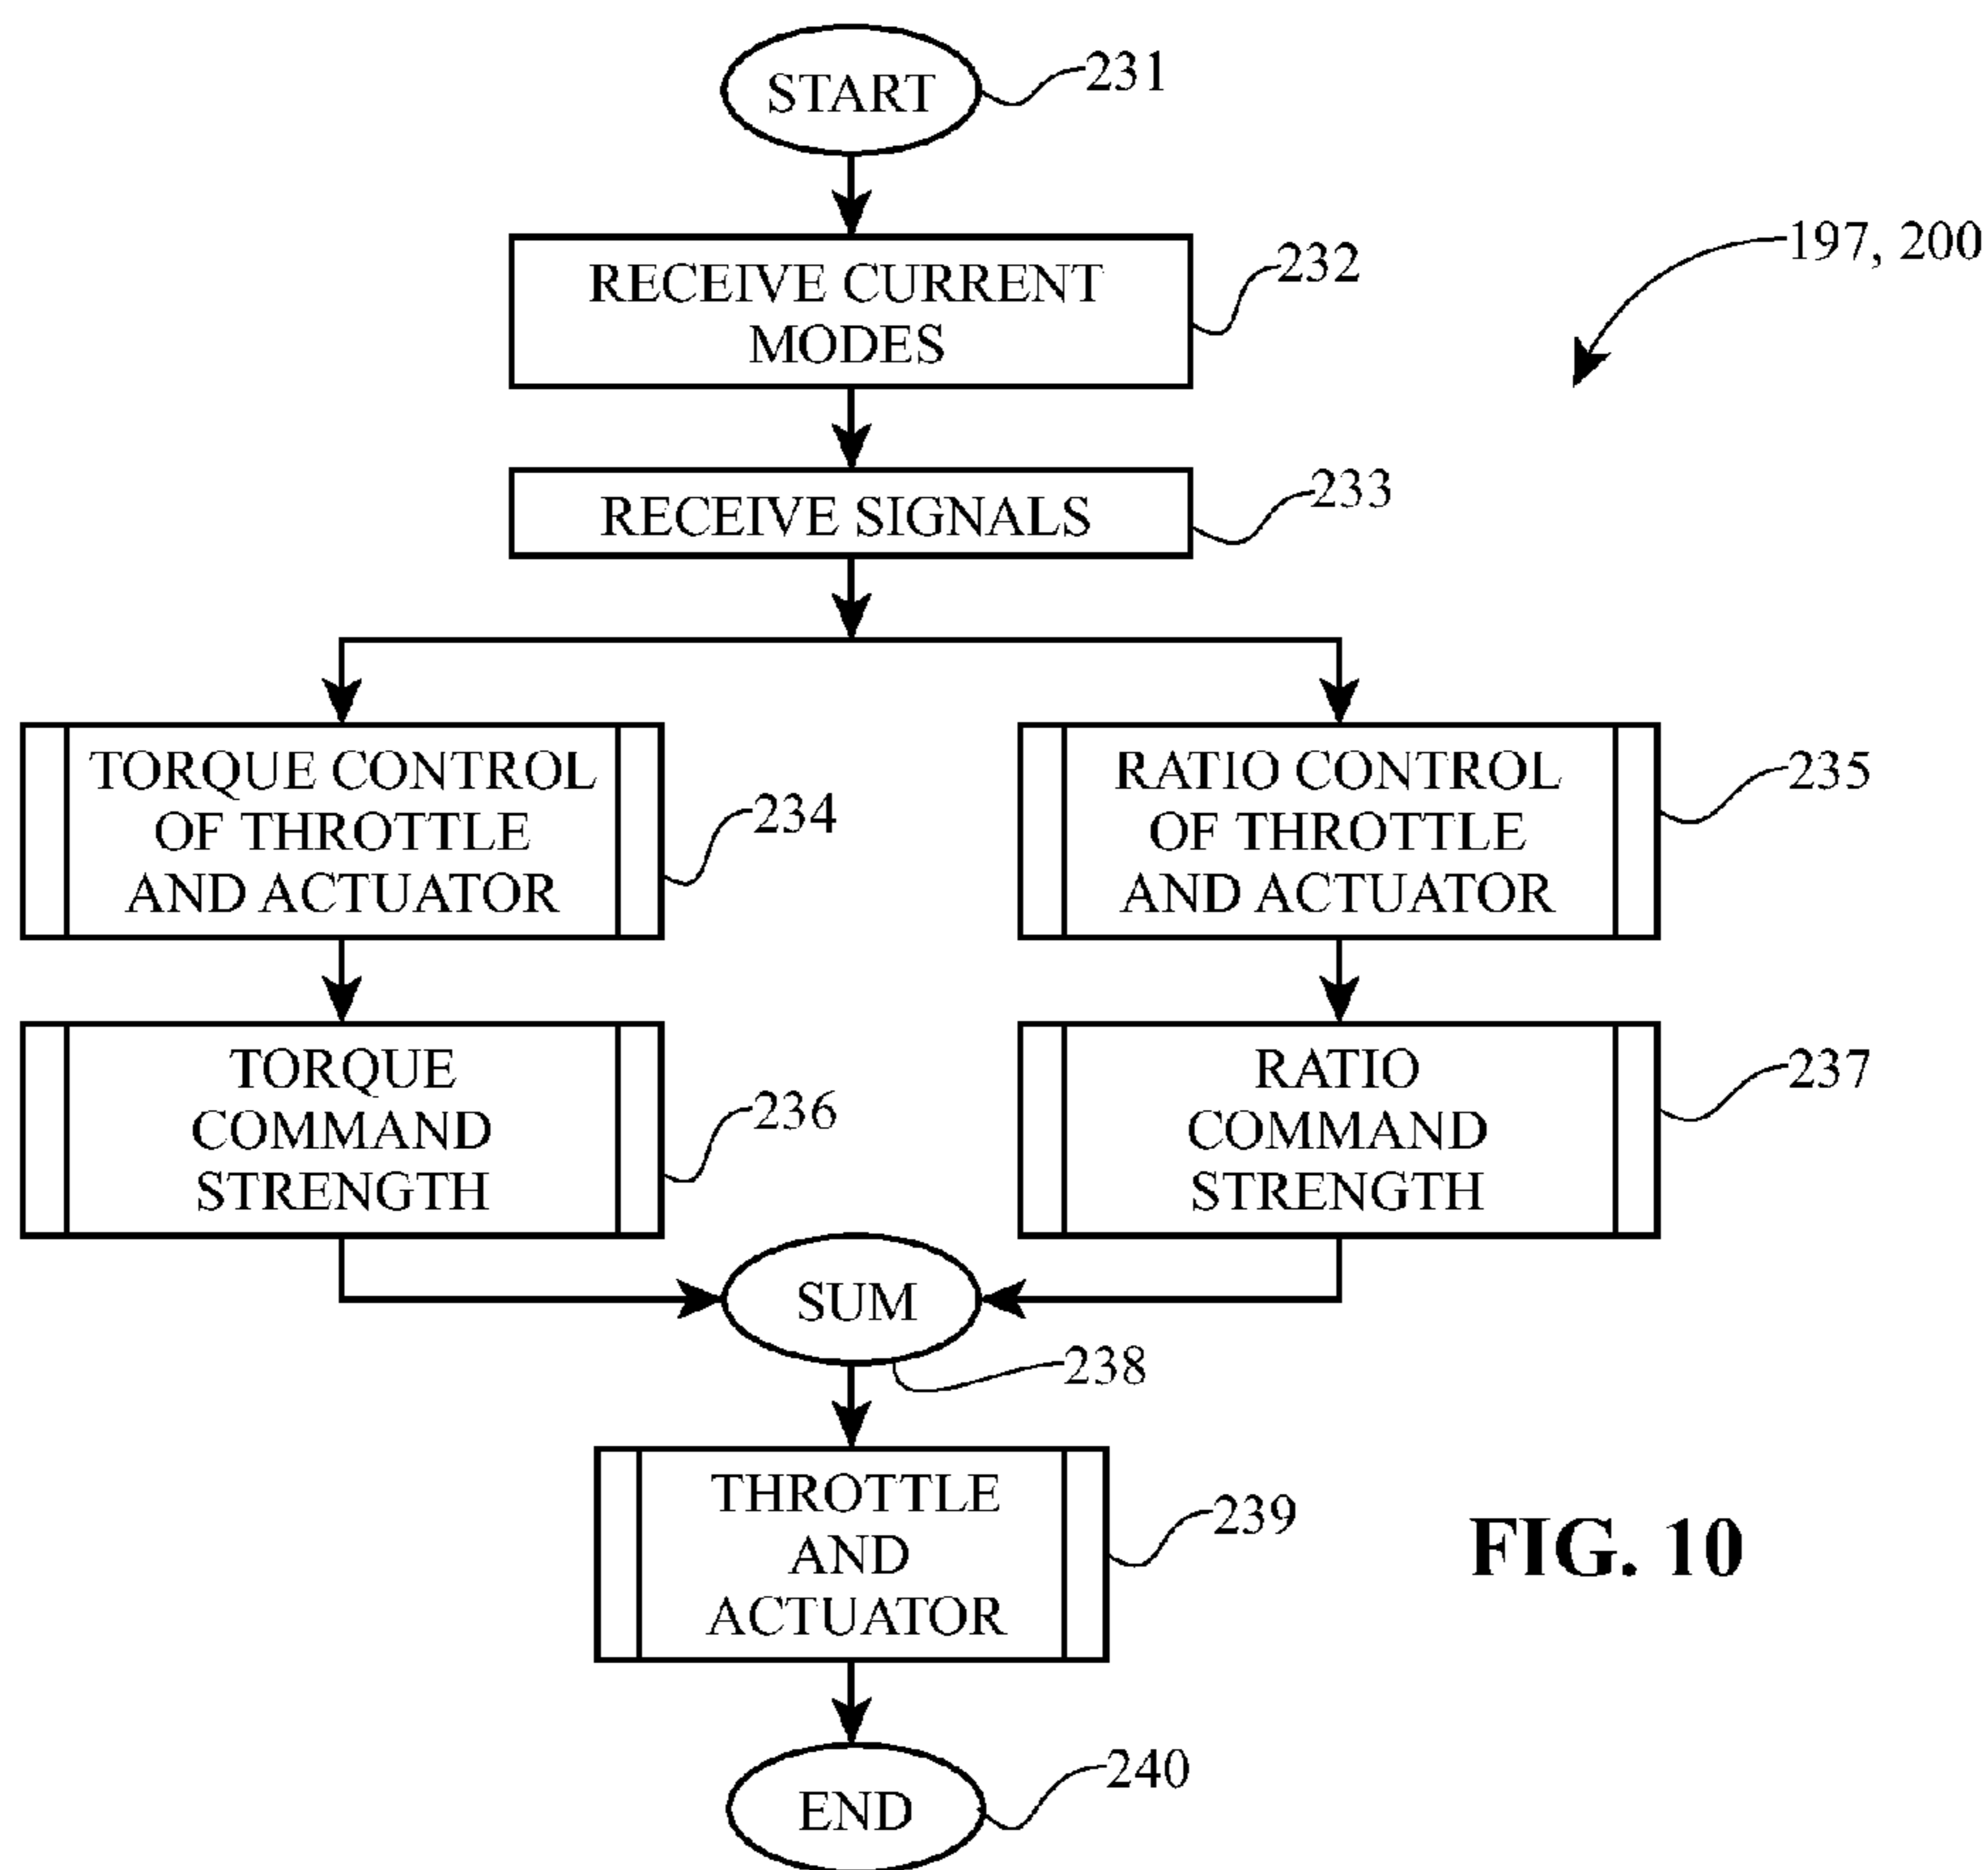 START
231
197, 200
RECEIVE CURRENT
MODES
232
RECEIVE SIGNALS
233
TORQUE CONTROL
OF THROTTLE
AND ACTUATOR
234
RATIO CONTROL
OF THROTTLE
AND ACTUATOR
235
TORQUE
COMMAND
STRENGTH
236
RATIO
COMMAND
STRENGTH
237
SUM
238
THROTTLE
AND
ACTUATOR
239
FIG. 10
END
240